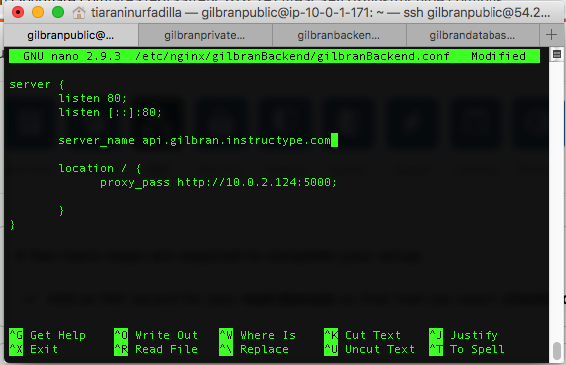 tiaraninurfadilla — gilbranpublic@ip-10-0-1-171: ~ — ssh gilbranpublic@54.2...
gilbranpublic@... gilbranprivate... gilbranbacken... gilbrandatabas...
GNU nano 2.9.3 /etc/nginx/gilbranBackend/gilbranBackend.conf Modified
server {
listen 80;
listen [::]:80;
server_name api.gilbran.instructype.com
location / {
proxy_pass http://10.0.2.124:5000;
}
}
^G Get Help ^O Write Out ^W Where Is ^K Cut Text ^J Justify
^X Exit ^R Read File ^\ Replace ^U Uncut Text ^T To Spell